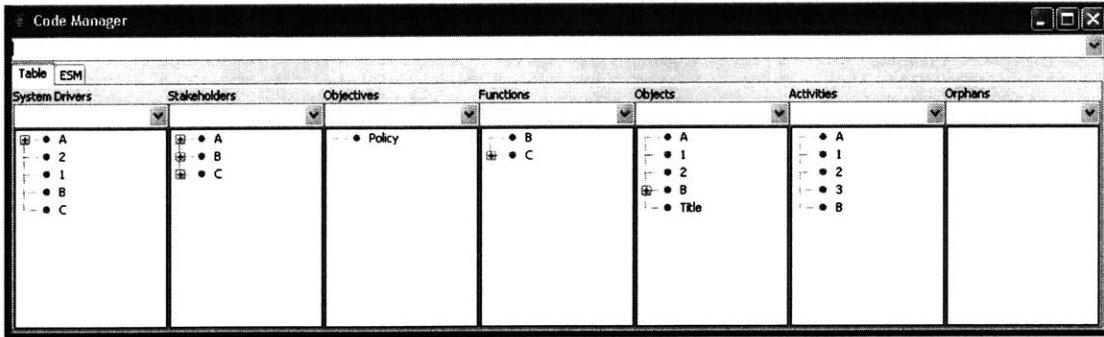 Code Manager
Table ESM
System Drivers Stakeholders Objectives Functions Objects Activities Orphans
A A Policy B A A
2 B C 1 1
1 C 2 2
B B 3
C Title B